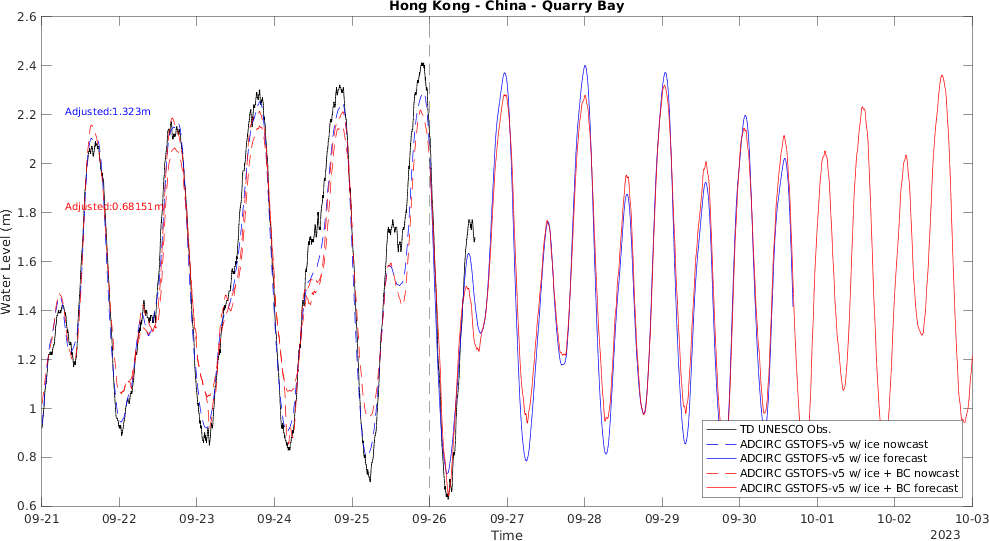 Hong Kong - China - Quarry Bay
2.6
2.4
2.2
2
1.8
1.6
1.4
1.2
1
0.8
0.6
Water Level (m)
Adjusted:1.323m
Adjusted:0.68151m
TD UNESCO Obs.
ADCIRC GSTOFS-v5 w/ ice nowcast
ADCIRC GSTOFS-v5 w/ ice forecast
ADCIRC GSTOFS-v5 w/ ice + BC nowcast
ADCIRC GSTOFS-v5 w/ ice + BC forecast
09-21 09-22 09-23 09-24 09-25 09-26 09-27 09-28 09-29 09-30 10-01 10-02 10-03
Time
2023